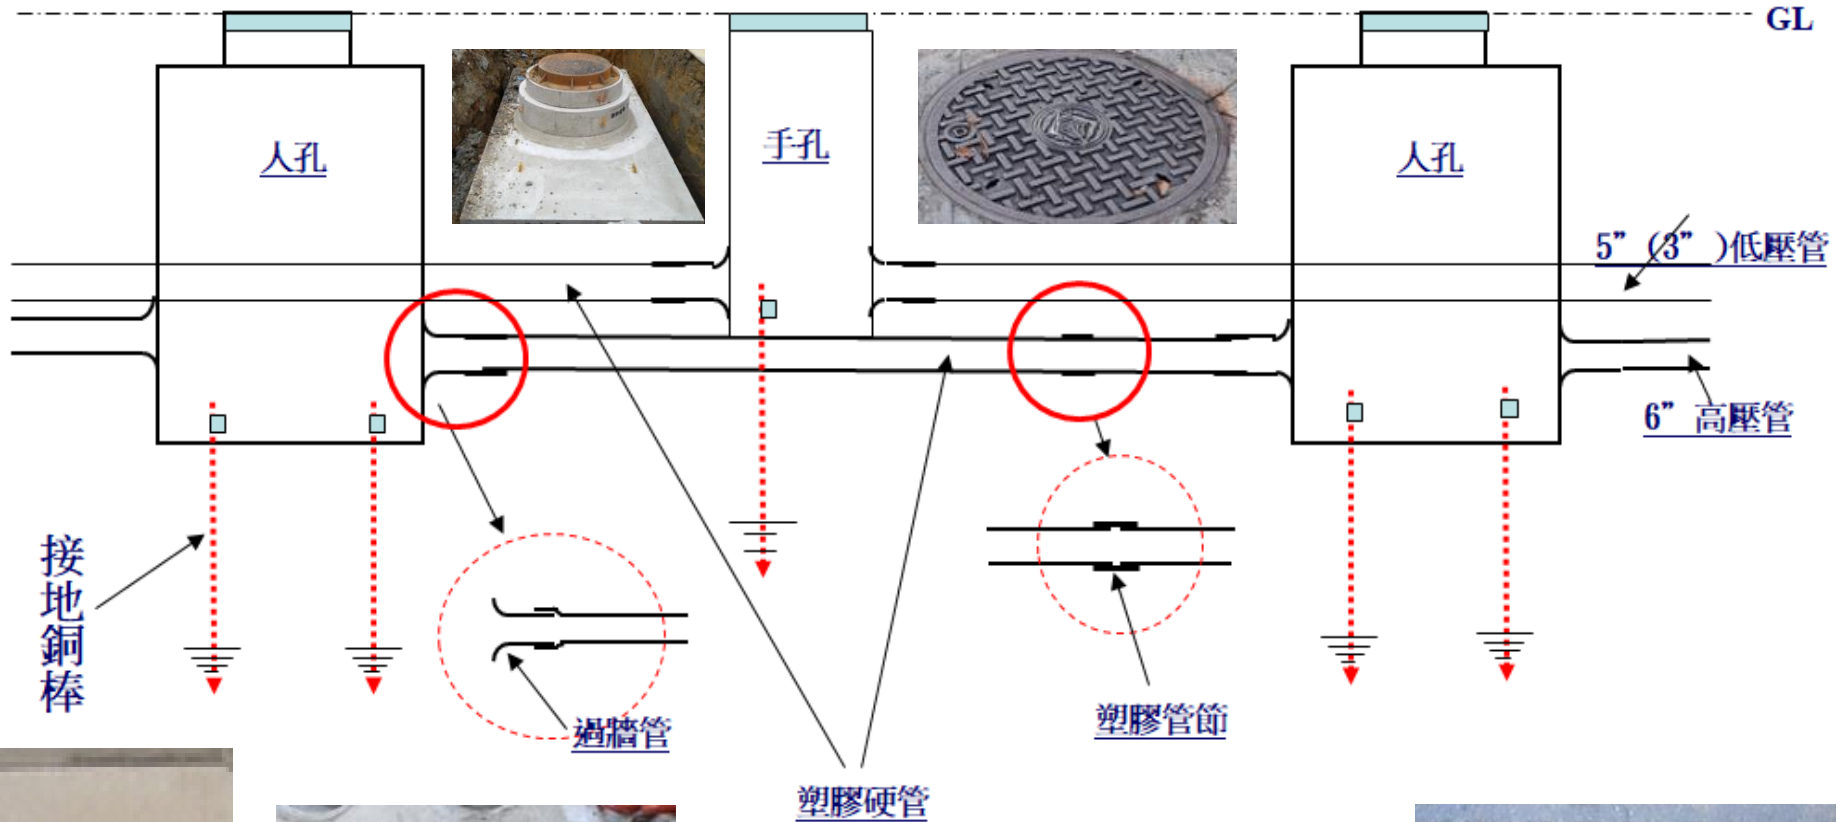 GL
人孔
手孔
人孔
5”(3”)低壓管
6”高壓管
接地銅棒
過牆管
塑膠管節
塑膠硬管